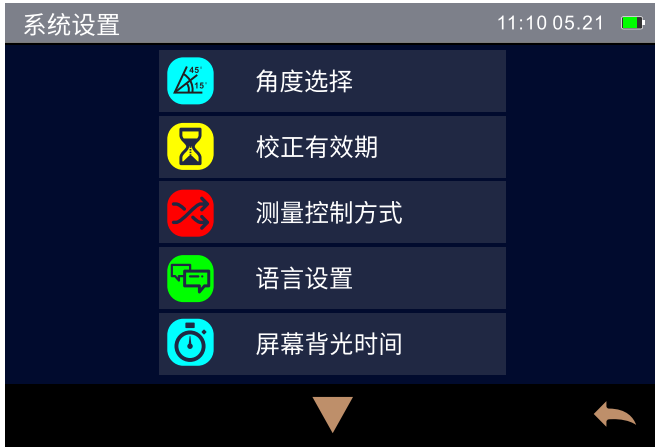 系统设置
11:10 05.21
45°
15°
角度选择
校正有效期
测量控制方式
语言设置
屏幕背光时间